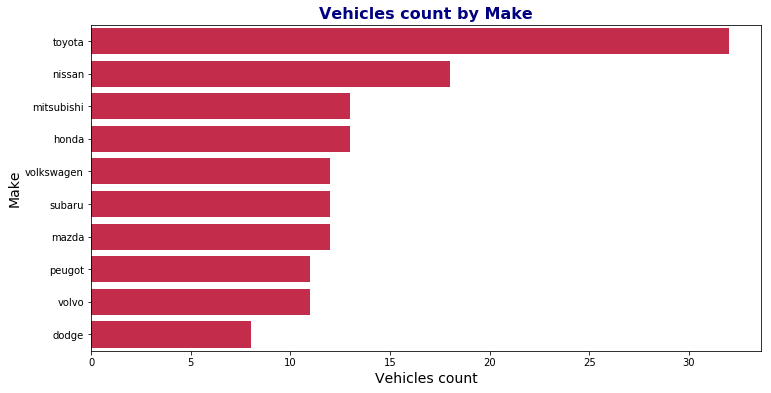 Vehicles count by Make
Make
toyota
nissan
mitsubishi
honda
volkswagen
subaru
mazda
peugot
volvo
dodge
0 5 10 15 20 25 30
Vehicles count